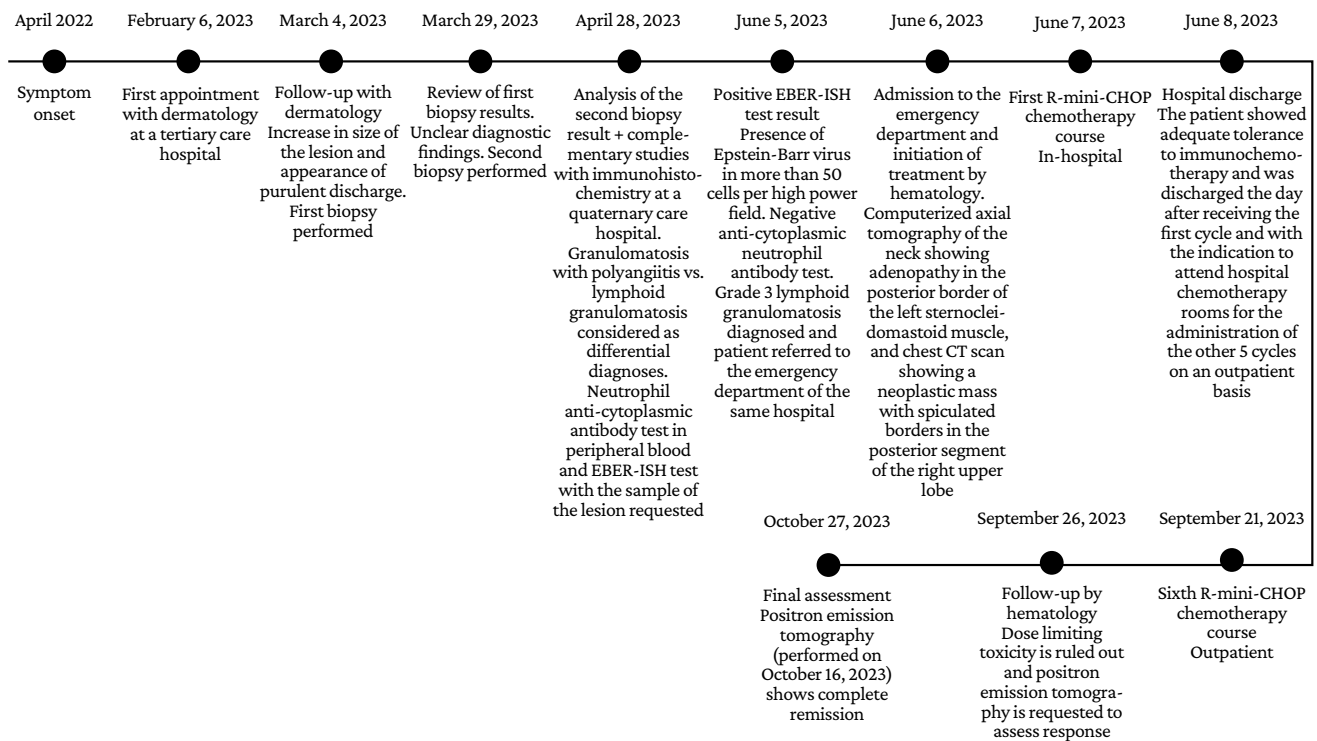 April 2022
Symptom
onset
February 6, 2023
First appointment
with dermatology
at a tertiary care
hospital
March 4, 2023
Follow-up with
dermatology
Increase in size of
the lesion and
appearance of
purulent discharge.
First biopsy
performed
March 29, 2023
Review of first
biopsy results.
Unclear diagnostic
findings. Second
biopsy performed
April 28, 2023
Analysis of the
second biopsy
result + comple-
mentary studies
with immunohisto-
chemistry at a
quaternary care
hospital.
Granulomatosis
with polyangiitis vs.
lymphoid
granulomatosis
considered as
differential
diagnoses.
Neutrophil
anti-cytoplasmic
antibody test in
peripheral blood
and EBER-ISH test
with the sample of
the lesion requested
June 5, 2023
Positive EBER-ISH
test result
Presence of
Epstein-Barr virus
in more than 50
cells per high power
field. Negative
anti-cytoplasmic
neutrophil
antibody test.
Grade 3 lymphoid
granulomatosis
diagnosed and
patient referred to
the emergency
department of the
same hospital
June 6, 2023
Admission to the
emergency
department and
initiation of
treatment by
hematology.
Computerized axial
tomography of the
neck showing
adenopathy in the
posterior border of
the left sternoclei-
domastoid muscle,
and chest CT scan
showing a
neoplastic mass
with spiculated
borders in the
posterior segment
of the right upper
lobe
June 7, 2023
First R-mini-CHOP
chemotherapy
course
In-hospital
June 8, 2023
Hospital discharge
The patient showed
adequate tolerance
to immunochemo-
therapy and was
discharged the day
after receiving the
first cycle and with
the indication to
attend hospital
chemotherapy
rooms for the
administration of
the other 5 cycles
on an outpatient
basis
September 21, 2023
Sixth R-mini-CHOP
chemotherapy
course
Outpatient
September 26, 2023
Follow-up by
hematology
Dose limiting
toxicity is ruled out
and positron
emission tomogra-
phy is requested to
assess response
October 27, 2023
Final assessment
Positron emission
tomography
(performed on
October 16, 2023)
shows complete
remission